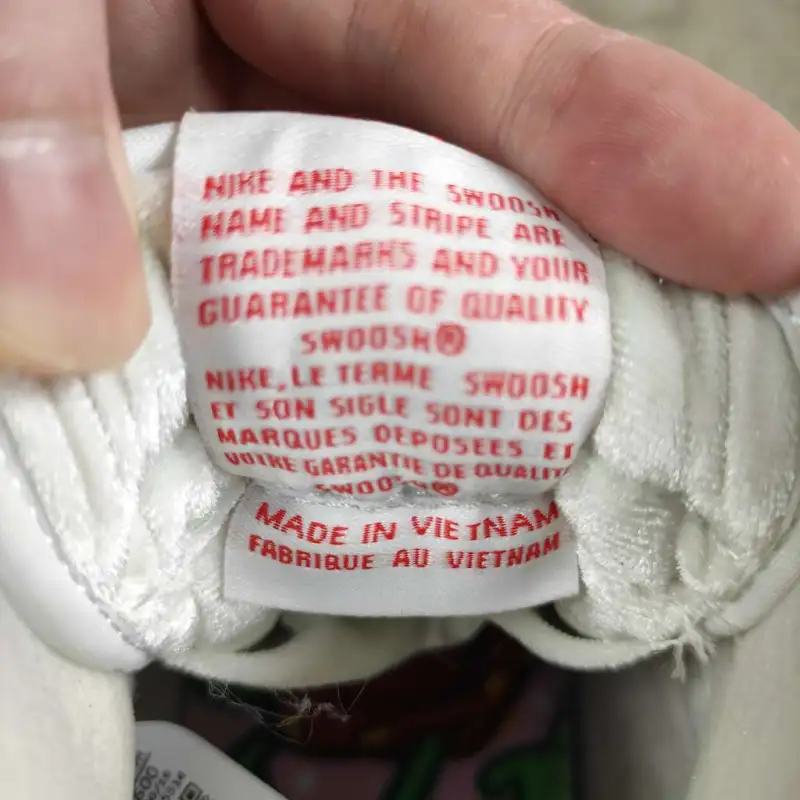 NIKE AND THE SWOOSH
NAME AND STRIPE ARE
TRADEMARKS AND YOUR
GUARANTEE OF QUALITY
SWOOSH®
NIKE, LE TERME SWOOSH
ET SON SIGLE SONT DES
MARQUES DEPOSEES ET
VOTRE GARANTIE DE QUALITE
SWOOSH®
MADE IN VIETNAM
FABRIQUE AU VIETNAM